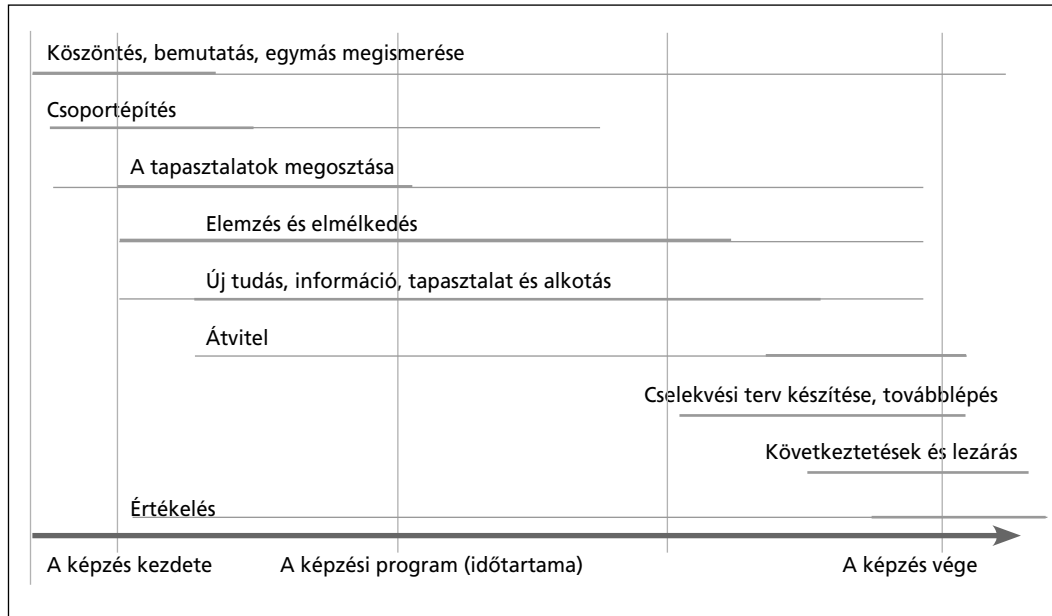 Köszöntés, bemutatás, egymás megismerése
Csoportépítés
A tapasztalatok megosztása
Elemzés és elmélkedés
Új tudás, információ, tapasztalat és alkotás
Átvitel
Cselekvési terv készítése, továbblépés
Következtetések és lezárás
Értékelés
A képzés kezdete A képzési program (időtartama) A képzés vége